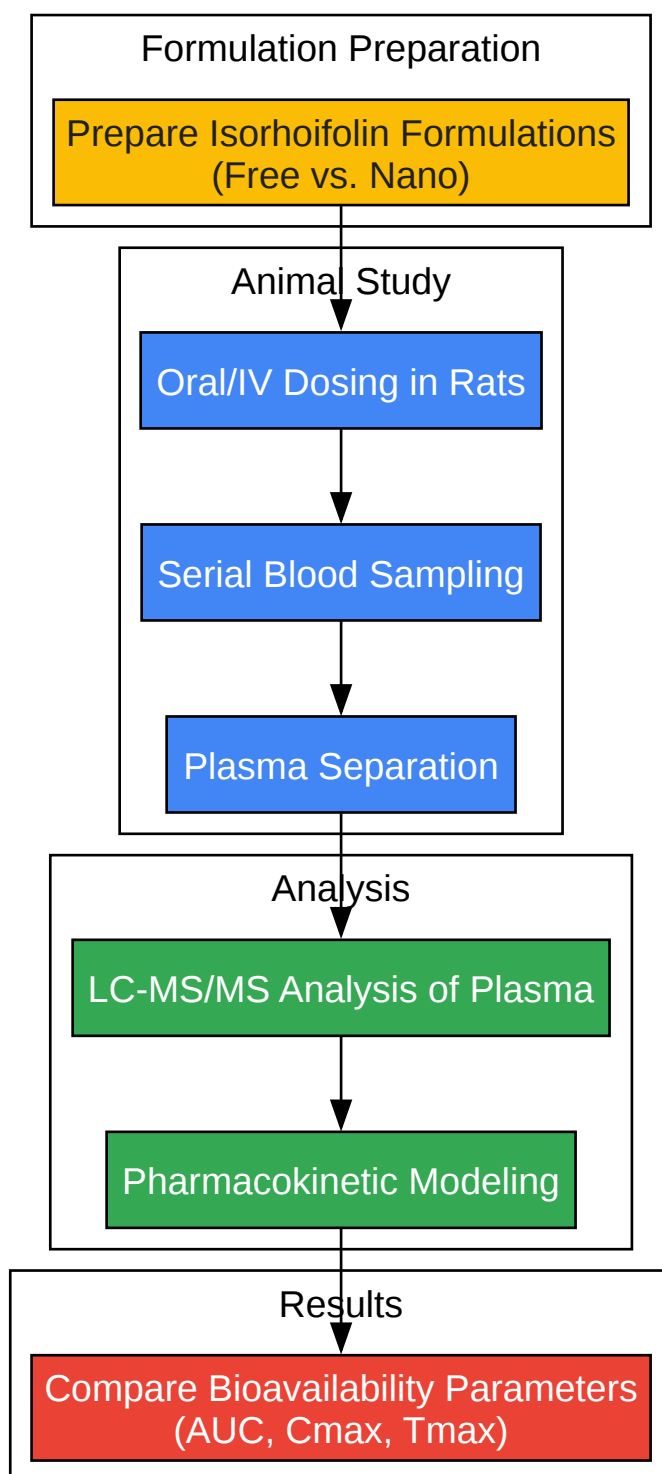 Formulation Preparation
Prepare Isorhoifolin Formulations
(Free vs. Nano)
Animal Study
Oral/IV Dosing in Rats
Serial Blood Sampling
Plasma Separation
Analysis
LC-MS/MS Analysis of Plasma
Pharmacokinetic Modeling
Results
Compare Bioavailability Parameters
(AUC, Cmax, Tmax)